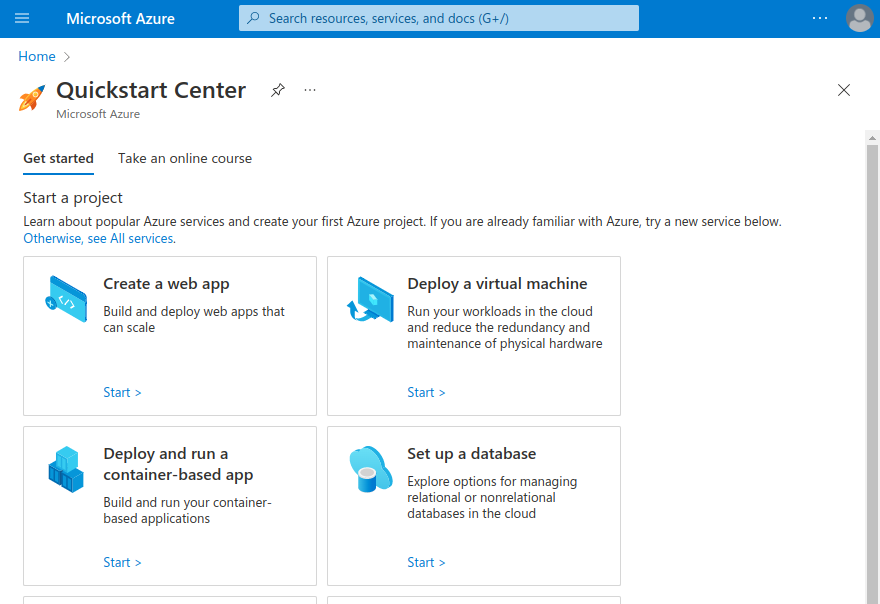 Microsoft Azure
Search resources, services, and docs (G+/)
...
Home >
Quickstart Center
...
Microsoft Azure
Get started
Take an online course
Start a project
Learn about popular Azure services and create your first Azure project. If you are already familiar with Azure, try a new service below.
Otherwise, see All services.
Create a web app
Build and deploy web apps that
can scale
Start >
Deploy a virtual machine
Run your workloads in the cloud
and reduce the redundancy and
maintenance of physical hardware
Start >
Deploy and run a
container-based app
Build and run your container-
based applications
Start >
Set up a database
Explore options for managing
relational or nonrelational
databases in the cloud
Start >